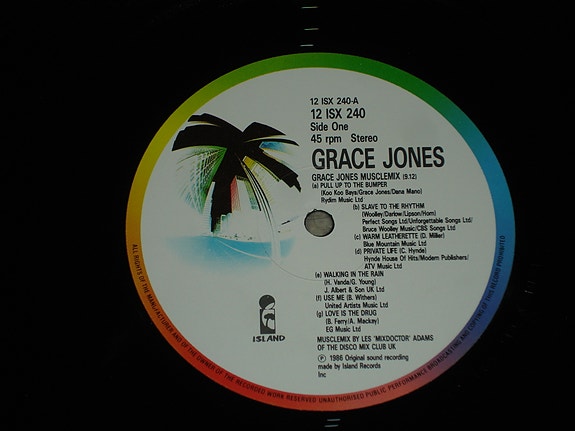 12 ISX 240-A
12 ISX 240
Side One
45 rpm Stereo
GRACE JONES
GRACE JONES MUSCLEMIX (9.12)
(a) PULL UP TO THE BUMPER
(Koo Koo Baya/Grace Jones/Dana Mano)
Rydim Music Ltd
(b) SLAVE TO THE RHYTHM
(Woolley/Darlow/Lipson/Horn)
Perfect Songs Ltd/Unforgettable Songs Ltd/
Bruce Woolley Music/CBS Songs Ltd
(c) WARM LEATHERETTE (D. Miller)
Blue Mountain Music Ltd
(d) PRIVATE LIFE (C. Hynde)
Hynde House Of Hits/Modern Publishers/
ATV Music Ltd
(e) WALKING IN THE RAIN
(H. Vanda/G. Young)
J. Albert & Son UK Ltd
(f) USE ME (B. Withers)
United Artists Music Ltd
(g) LOVE IS THE DRUG
(B. Ferry/A. Mackay)
EG Music Ltd
MUSCLEMIX BY LES 'MIXDOCTOR' ADAMS
OF THE DISCO MIX CLUB UK
Ⓟ 1986 Original sound recording
made by Island Records
Inc
ISLAND
ALL RIGHTS OF THE MANUFACTURER AND OF THE OWNER OF THE RECORDED WORK RESERVED UNAUTHORISED PUBLIC PERFORMANCE BROADCASTING AND COPYING OF THIS RECORD PROHIBITED